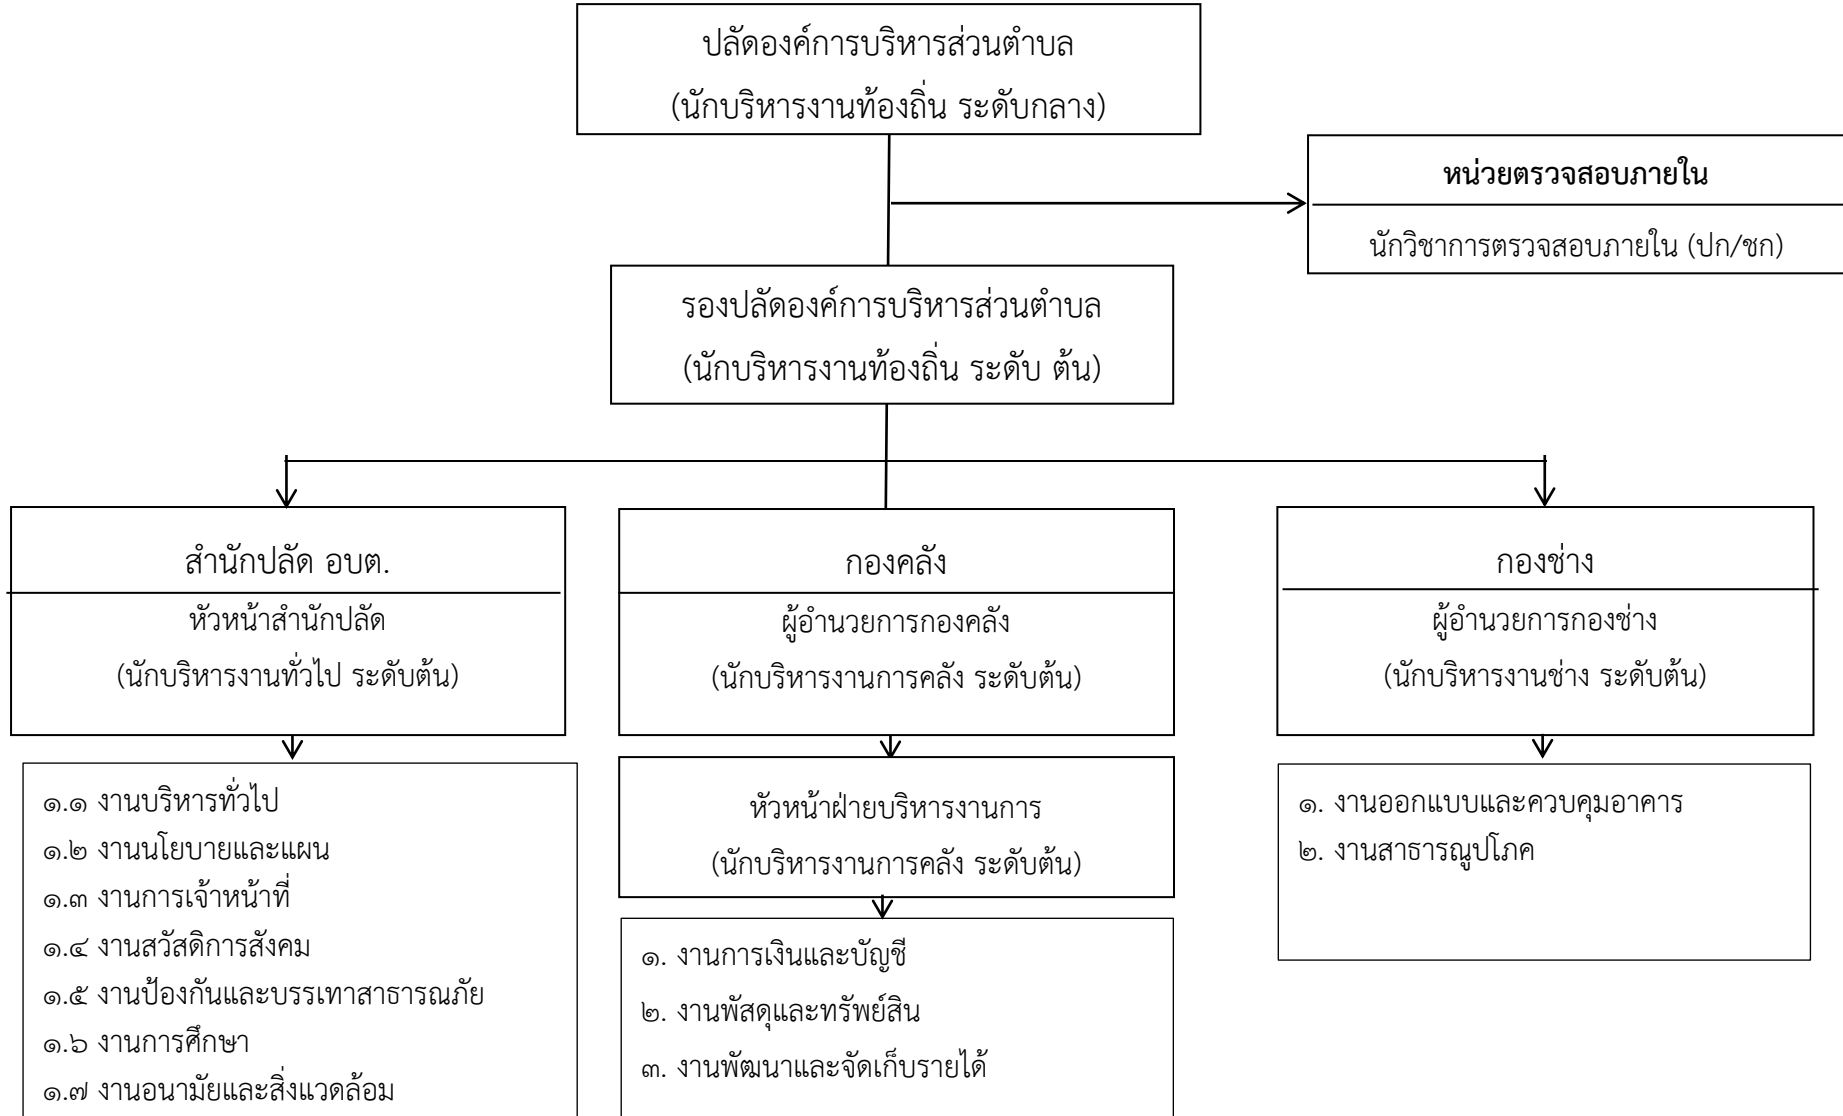 ปลัดองค์การบริหารส่วนตำบล
(นักบริหารงานท้องถิ่น ระดับกลาง)
หน่วยตรวจสอบภายใน
นักวิชาการตรวจสอบภายใน (ปก/ชก)
รองปลัดองค์การบริหารส่วนตำบล
(นักบริหารงานท้องถิ่น ระดับ ต้น)
สำนักปลัด อบต.
หัวหน้าสำนักปลัด
(นักบริหารงานทั่วไป ระดับต้น)
กองคลัง
ผู้อำนวยการกองคลัง
(นักบริหารงานการคลัง ระดับต้น)
กองช่าง
ผู้อำนวยการกองช่าง
(นักบริหารงานช่าง ระดับต้น)
๑.๑ งานบริหารทั่วไป
๑.๒ งานนโยบายและแผน
๑.๓ งานการเจ้าหน้าที่
๑.๔ งานสวัสดิการสังคม
๑.๕ งานป้องกันและบรรเทาสาธารณภัย
๑.๖ งานการศึกษา
๑.๗ งานอนามัยและสิ่งแวดล้อม
หัวหน้าฝ่ายบริหารงานการ
(นักบริหารงานการคลัง ระดับต้น)
๑. งานการเงินและบัญชี
๒. งานพัสดุและทรัพย์สิน
๓. งานพัฒนาและจัดเก็บรายได้
๑. งานออกแบบและควบคุมอาคาร
๒. งานสาธารณูปโภค